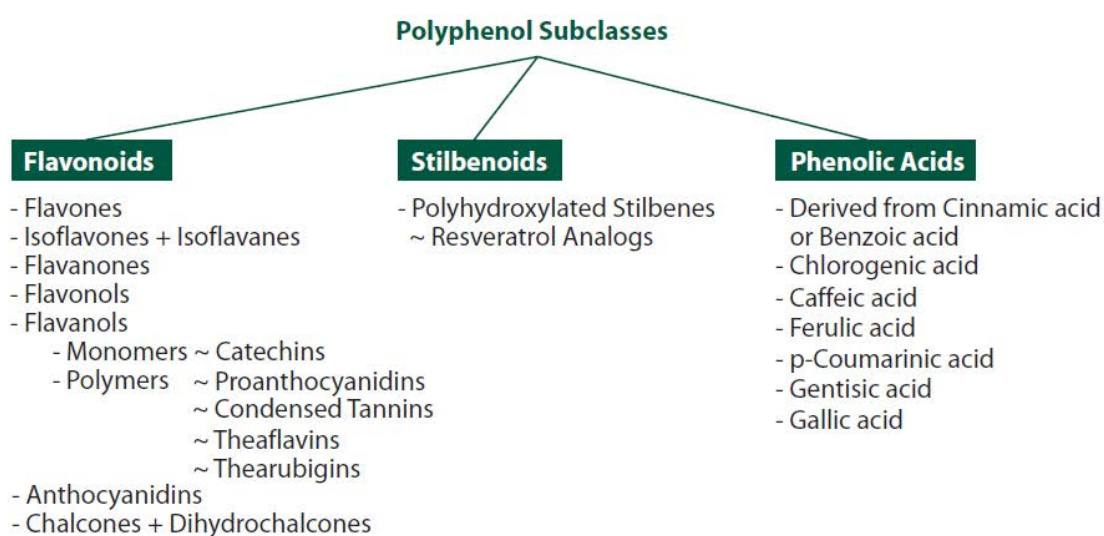 Polyphenol Subclasses
Flavonoids
- Flavones
- Isoflavones + Isoflavanes
- Flavanones
- Flavonols
- Flavanols
- Monomers ~ Catechins
- Polymers ~ Proanthocyanidins
~ Condensed Tannins
~ Theaflavins
~ Thearubigins
- Anthocyanidins
- Chalcones + Dihydrochalcones
Stilbenoids
- Polyhydroxylated Stilbenes
~ Resveratrol Analogs
Phenolic Acids
- Derived from Cinnamic acid
or Benzoic acid
- Chlorogenic acid
- Caffeic acid
- Ferulic acid
- p-Coumarinic acid
- Gentisic acid
- Gallic acid